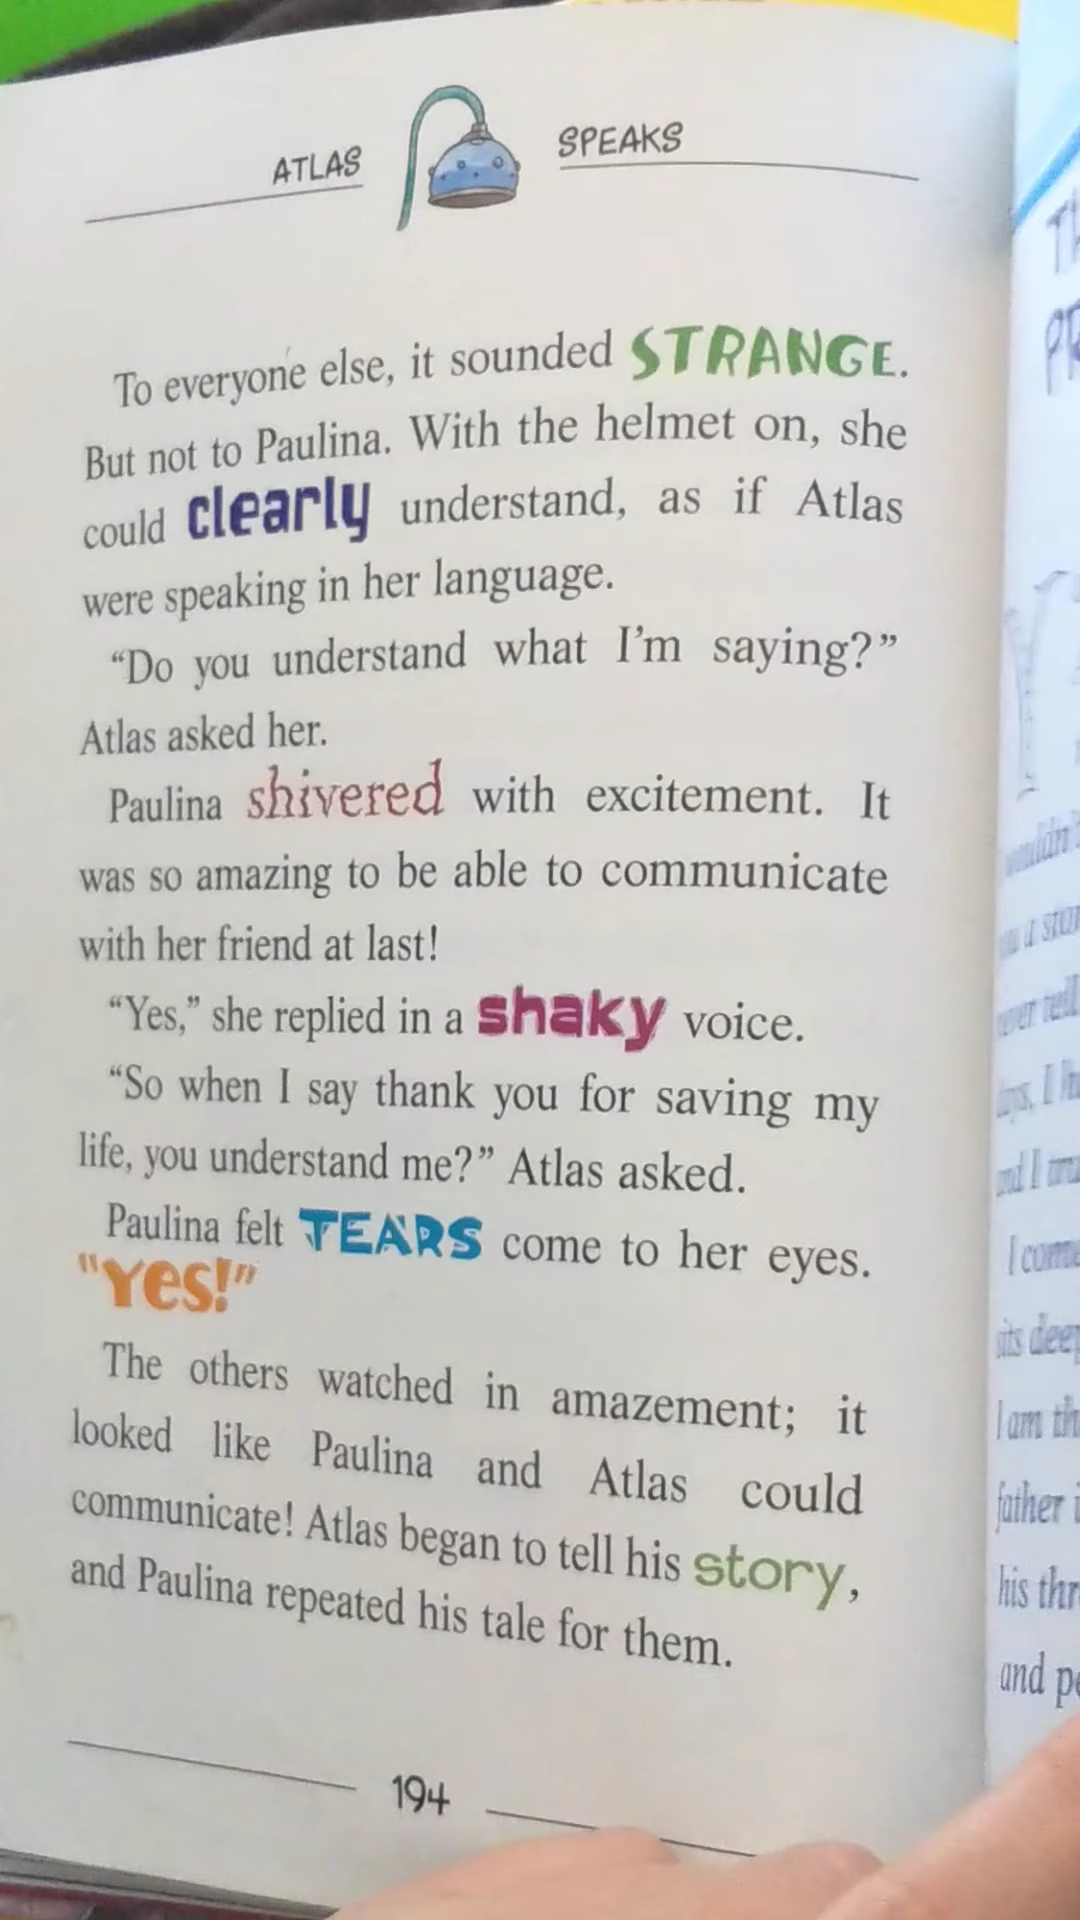 ATLAS SPEAKS
To everyone else, it sounded STRANGE.
But not to Paulina. With the helmet on, she
could clearly understand, as if Atlas
were speaking in her language.
“Do you understand what I’m saying?”
Atlas asked her.
Paulina shivered with excitement. It
was so amazing to be able to communicate
with her friend at last!
“Yes,” she replied in a shaky voice.
“So when I say thank you for saving my
life, you understand me?” Atlas asked.
Paulina felt TEARS come to her eyes.
“Yes!”
The others watched in amazement; it
looked like Paulina and Atlas could
communicate! Atlas began to tell his story,
and Paulina repeated his tale for them.
194
I am
father
his
and